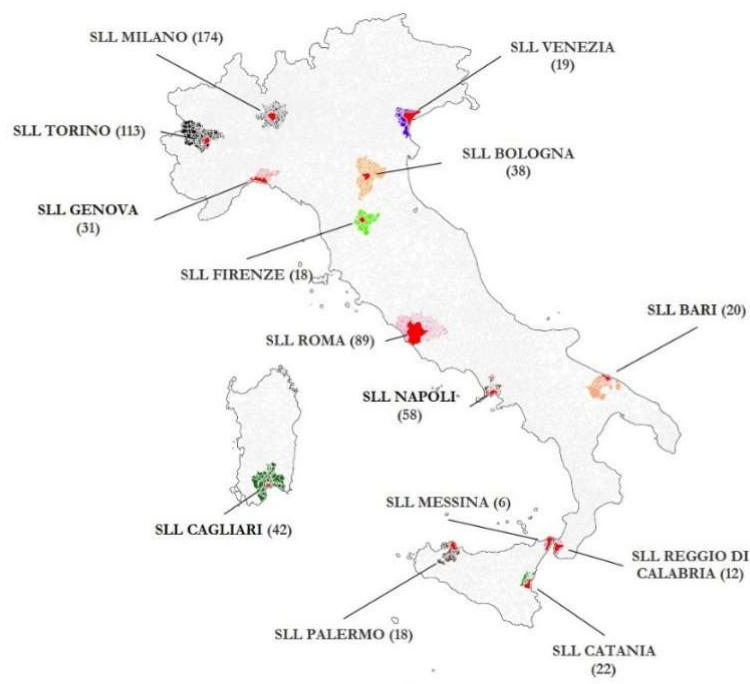 SLL MILANO (174)
SLL VENEZIA
(19)
SLL TORINO (113)
SLL BOLOGNA
(38)
SLL GENOVA
(31)
SLL FIRENZE (18)
SLL ROMA (89)
SLL BARI (20)
SLL NAPOLI
(58)
SLL MESSINA (6)
SLL CAGLIARI (42)
SLL REGGIO DI
CALABRIA (12)
SLL PALERMO (18)
SLL CATANIA
(22)